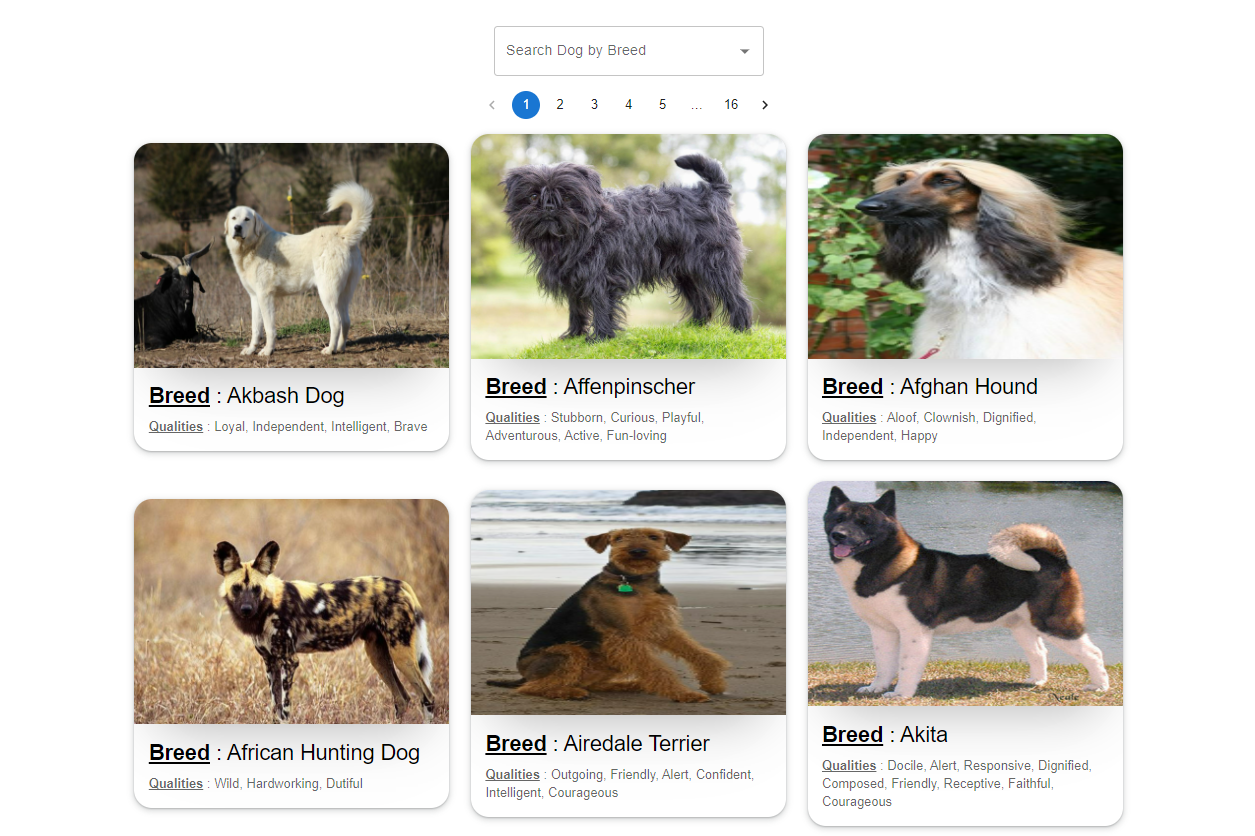 Search Dog by Breed
1 2 3 4 5 ... 16
Breed : Akbash Dog
Qualities : Loyal, Independent, Intelligent, Brave
Breed : Affenpinscher
Qualities : Stubborn, Curious, Playful,
Adventurous, Active, Fun-loving
Breed : Afghan Hound
Qualities : Aloof, Clownish, Dignified,
Independent, Happy
Breed : African Hunting Dog
Qualities : Wild, Hardworking, Dutiful
Breed : Airedale Terrier
Qualities : Outgoing, Friendly, Alert, Confident,
Intelligent, Courageous
Neale
Breed : Akita
Qualities : Docile, Alert, Responsive, Dignified,
Composed, Friendly, Receptive, Faithful,
Courageous